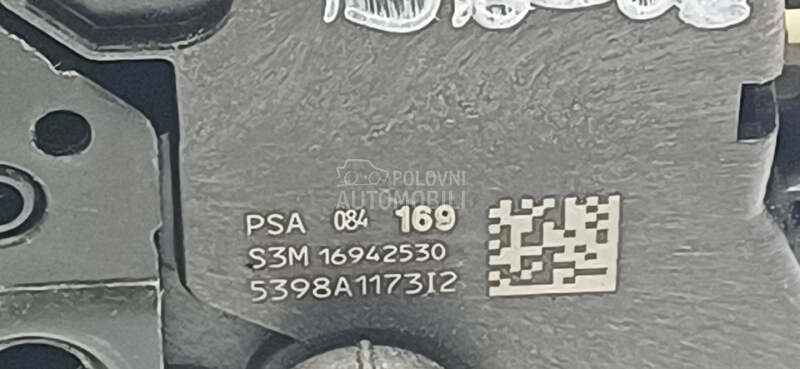 POLOVNI
AUTOMOBILI
PSA 084 169
S3M 16942530
5398A1173I2